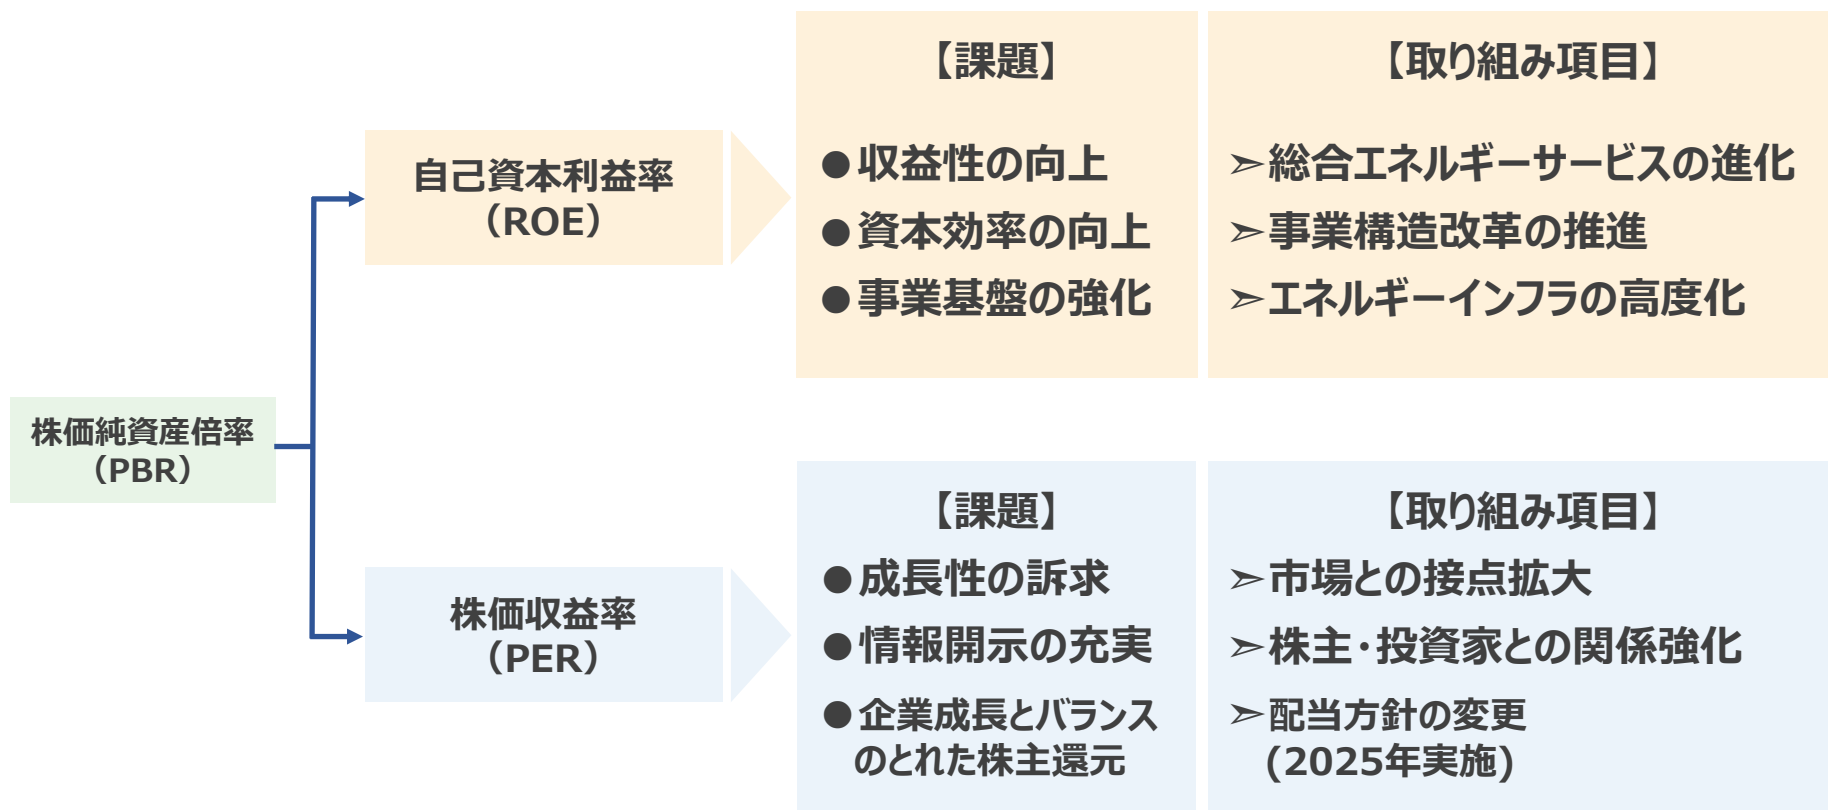 株価純資産倍率
（PBR）
自己資本利益率
（ROE）
【課題】
●収益性の向上
●資本効率の向上
●事業基盤の強化
【取り組み項目】
➣総合エネルギーサービスの進化
➣事業構造改革の推進
➣エネルギーインフラの高度化
株価収益率
（PER）
【課題】
●成長性の訴求
●情報開示の充実
●企業成長とバランス
のとれた株主還元
【取り組み項目】
➣市場との接点拡大
➣株主・投資家との関係強化
➣配当方針の変更
(2025年実施)